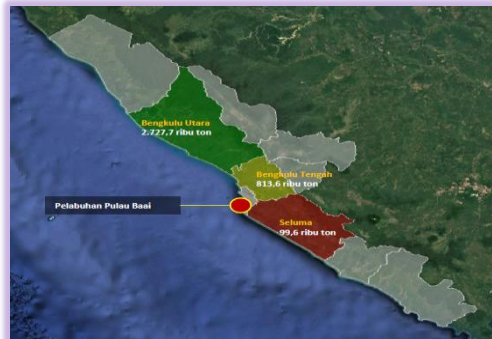 Bengkulu Utara
2.727,7 ribu ton
Bengkulu Tengah
813,6 ribu ton
Pelabuhan Pulau Baai
Seluma
99,6 ribu ton